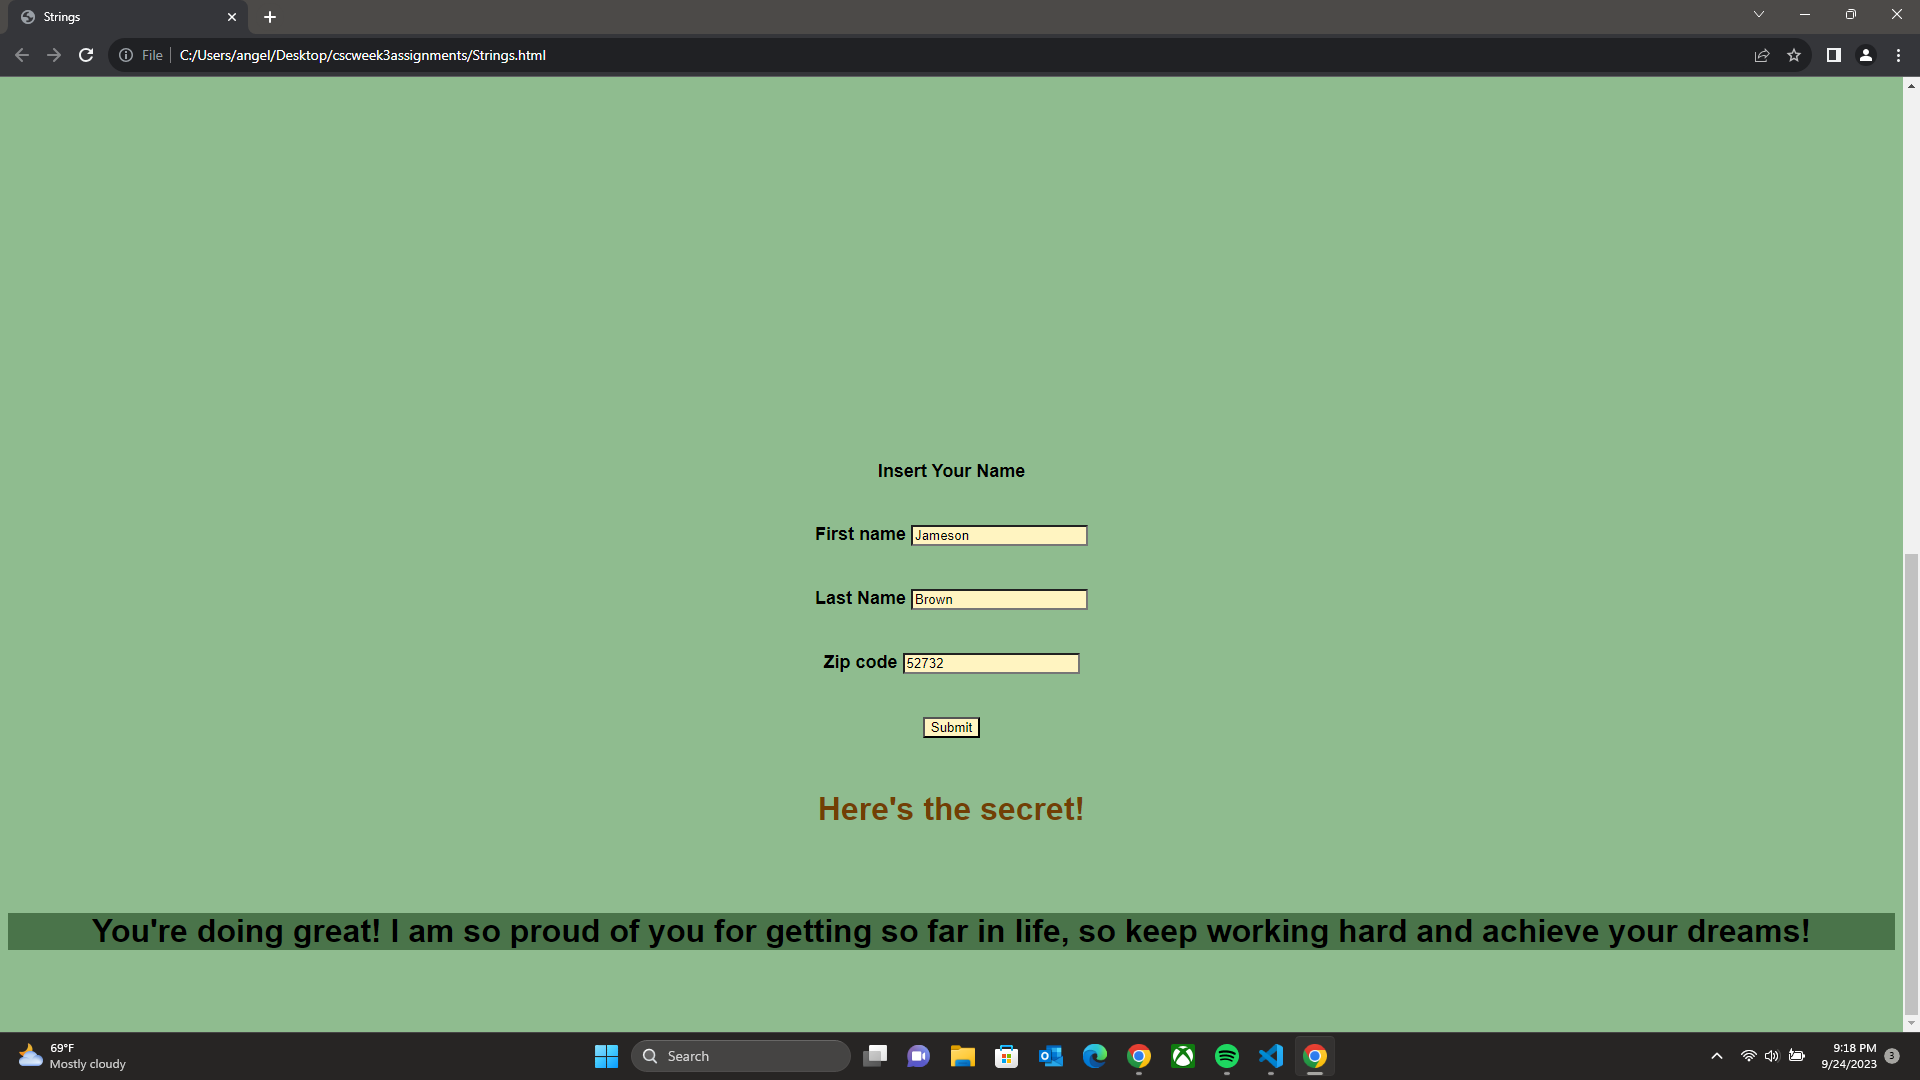 Strings
File
C:/Users/angel/Desktop/cscweek3assignments/Strings.html
Insert Your Name
First name Jameson
Last Name Brown
Zip code 52732
Submit
Here's the secret!
You're doing great! I am so proud of you for getting so far in life, so keep working hard and achieve your dreams!
69°F
Mostly cloudy
Search
9:18 PM
9/24/2023
3